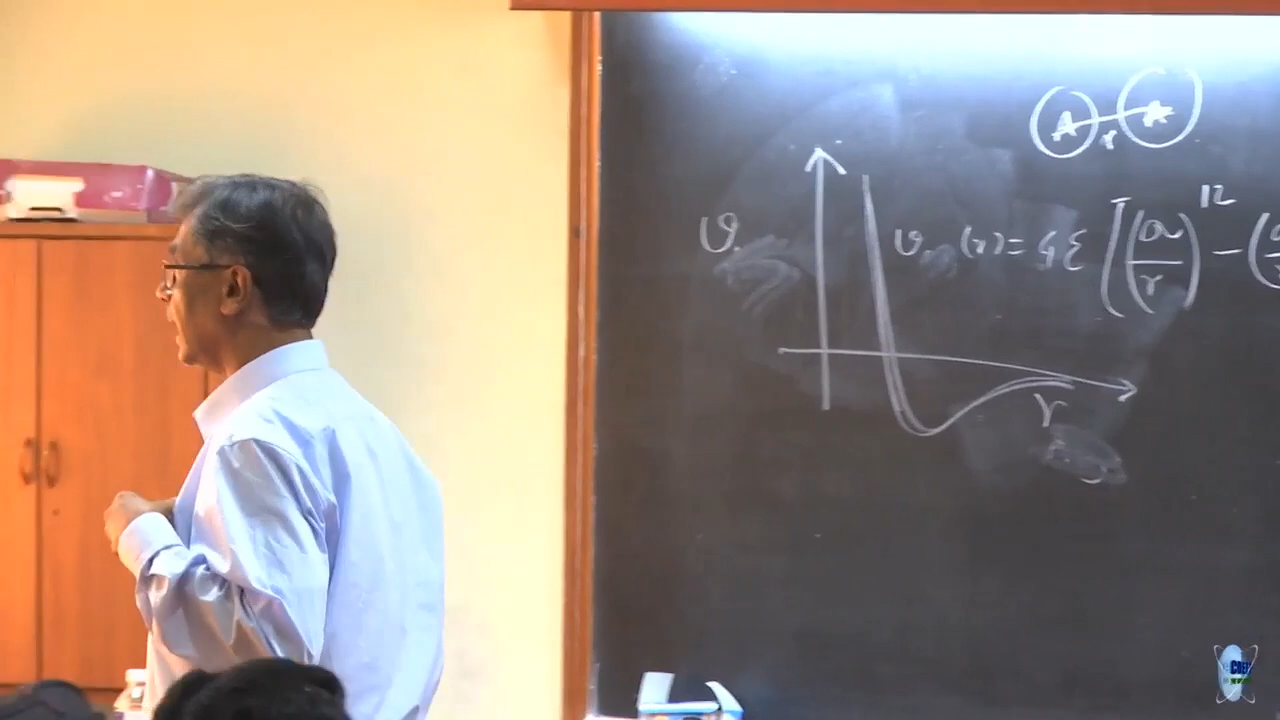 A A
r
υ
υ (r) = 4ε [(σ/r)^12 - (
r